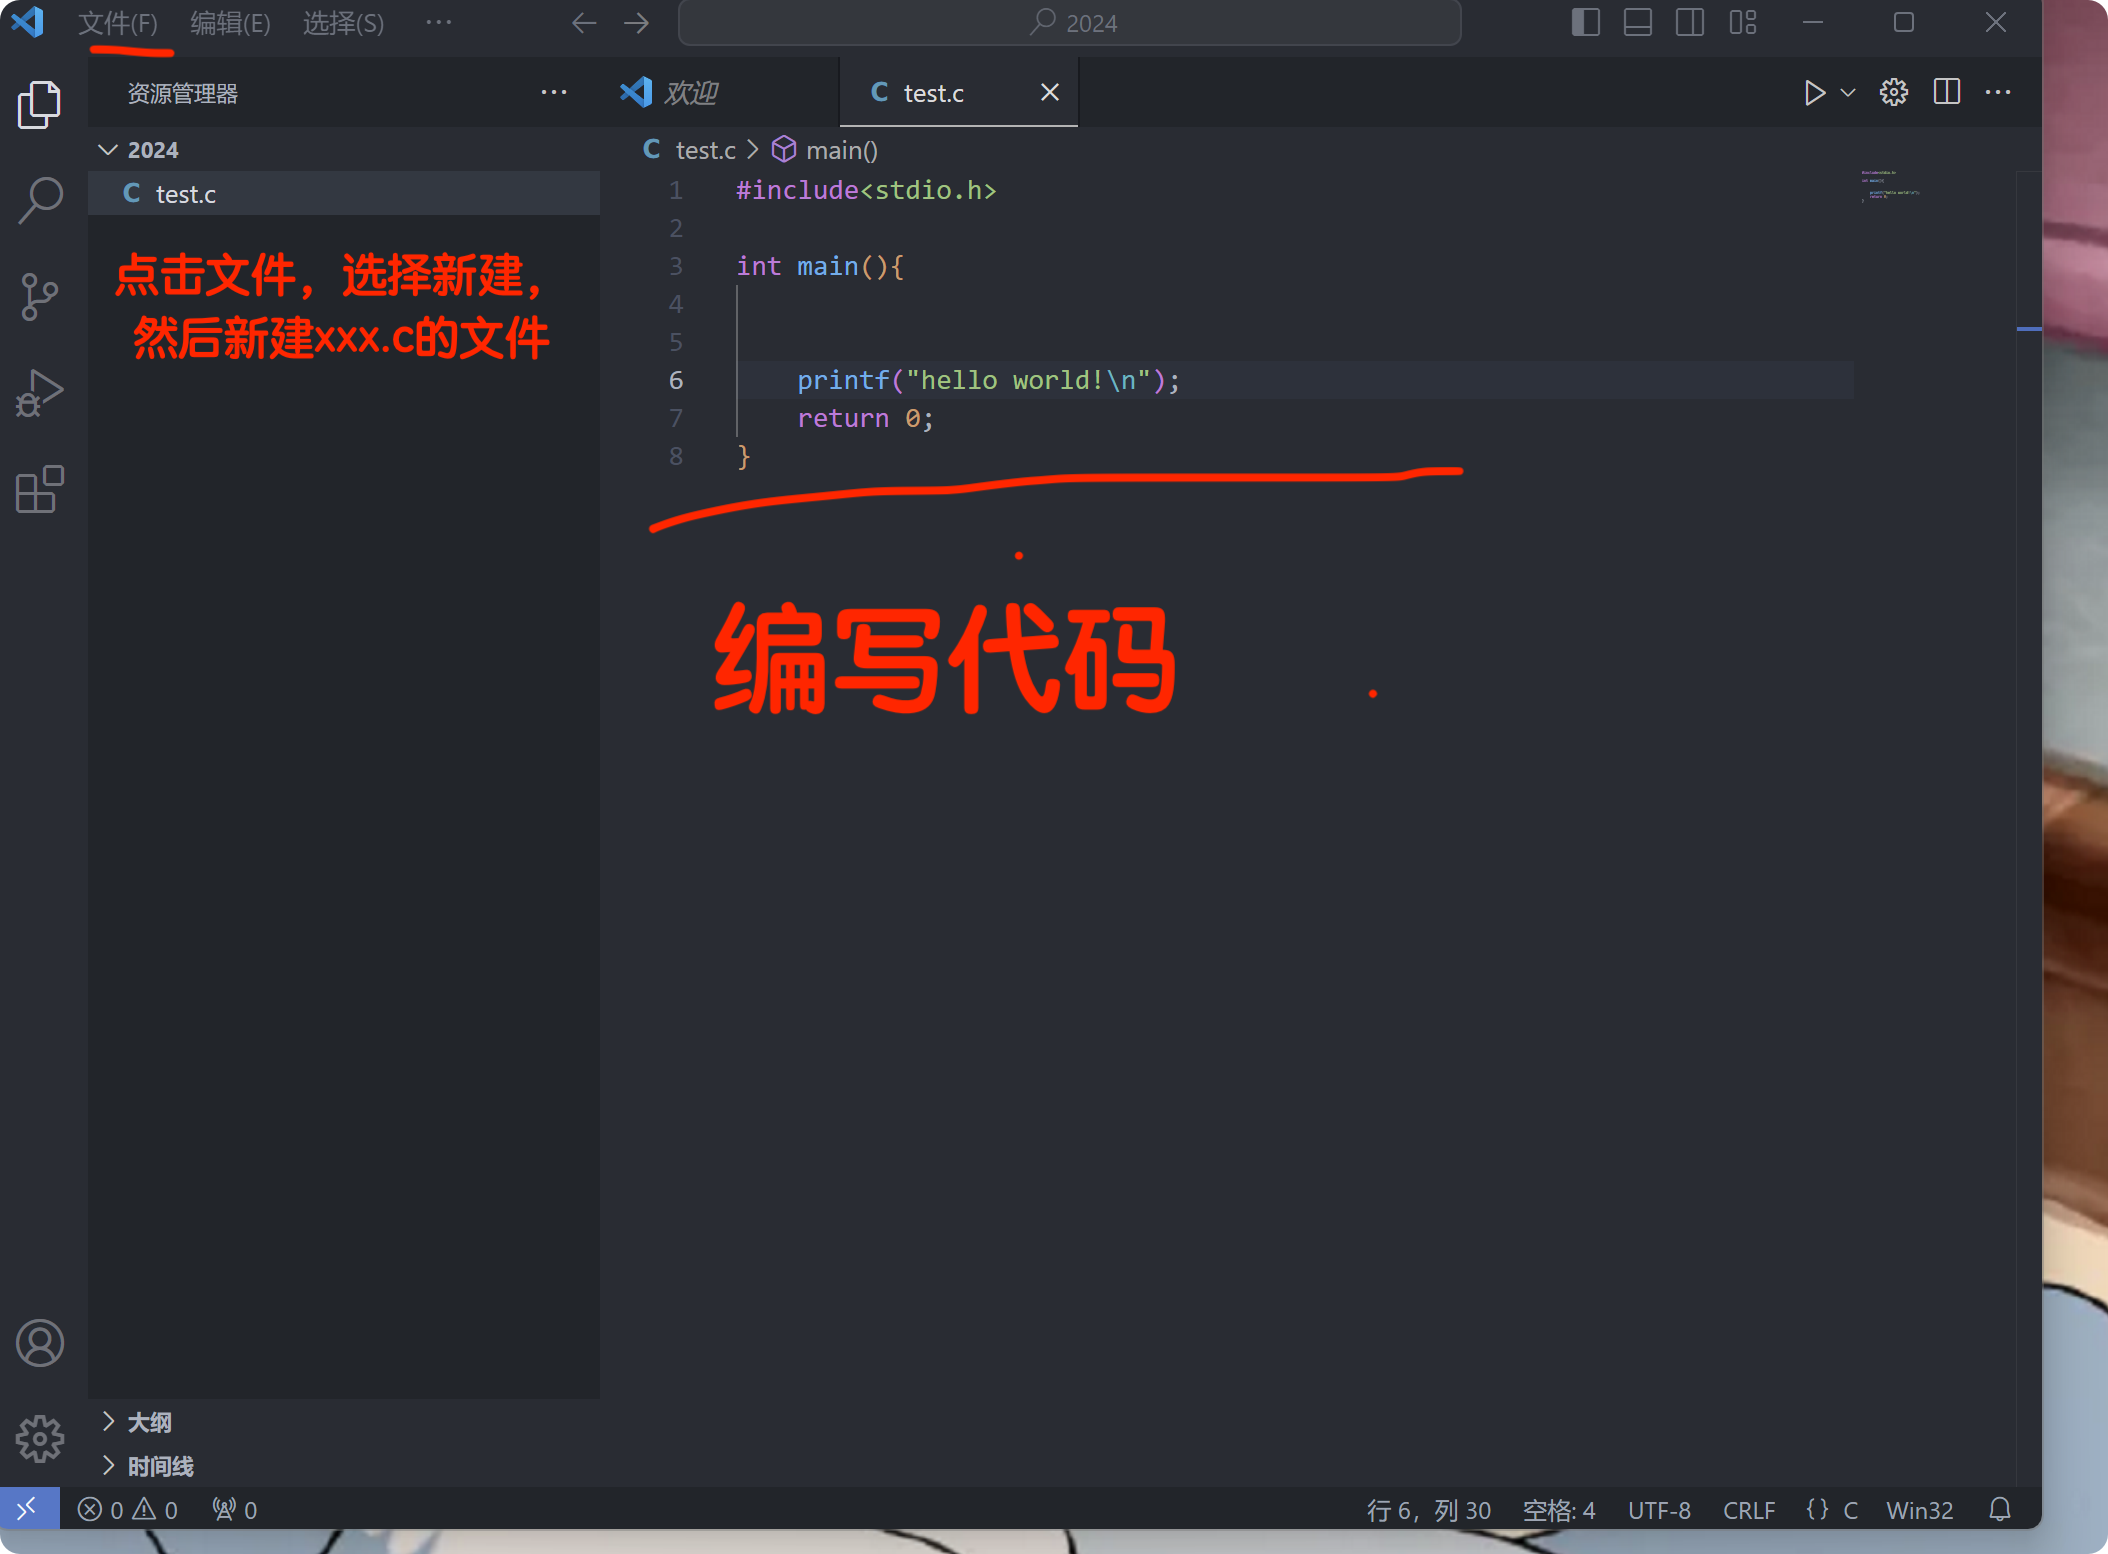 文件(F) 编辑(E) 选择(S) ··· 2024
资源管理器 ···
欢迎 test.c
2024
test.c > main()
test.c
1 #include<stdio.h>
2
3 int main(){
4
5
6 printf("hello world!\n");
7 return 0;
8 }
点击文件，选择新建，
然后新建xxx.c的文件
编写代码
大纲
时间线
0 0 0 行 6，列 30 空格: 4 UTF-8 CRLF {} C Win32